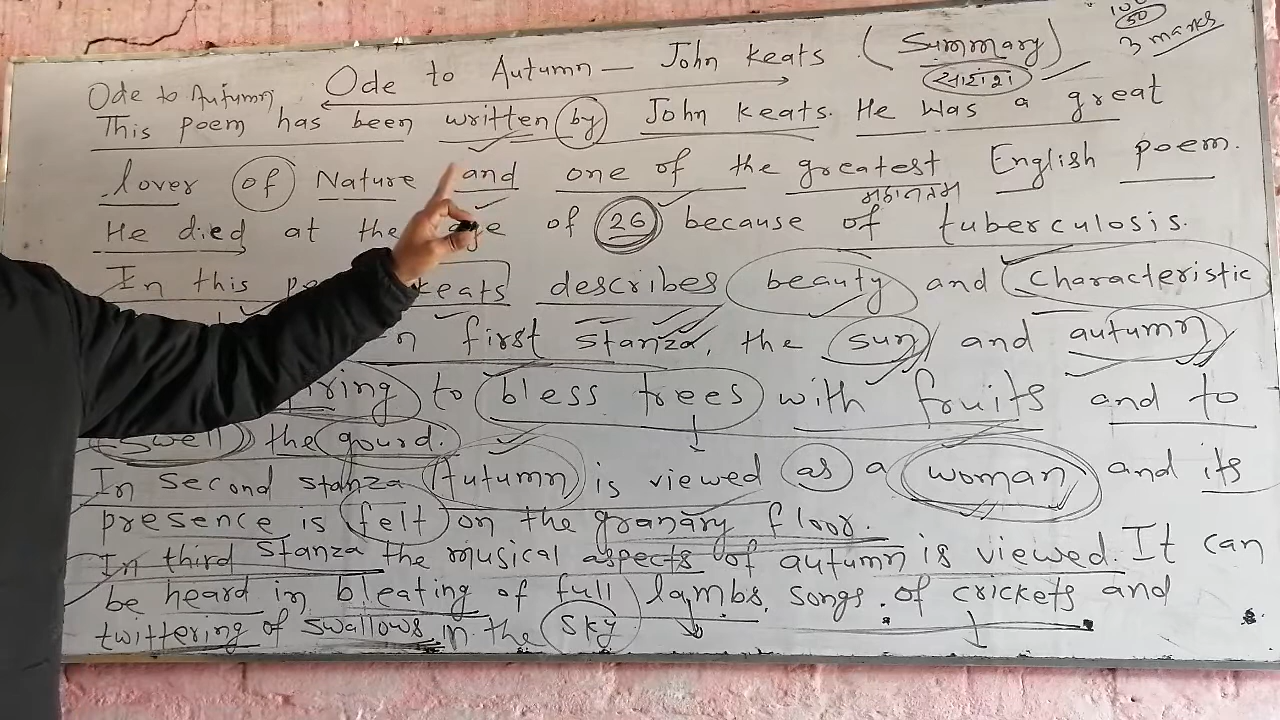 Ode to Autumn — John Keats (Summary)
सारांश
50
3 marks
Ode to Autumn
This poem has been written by John Keats. He was a great
lover of Nature and one of the greatest English poem.
महानतम
He died at the age of 26 because of tuberculosis.
In this Keats describes beauty and characteristic
first stanza, the sun and autumn
to bless trees with fruits and to
swell the gourd.
In second stanza Autumn is viewed as a woman and its
presence is felt on the granary floor.
In third stanza the musical aspects of autumn is viewed. It can
be heard in bleating of full lambs, songs of crickets and
twittering of swallows in the sky